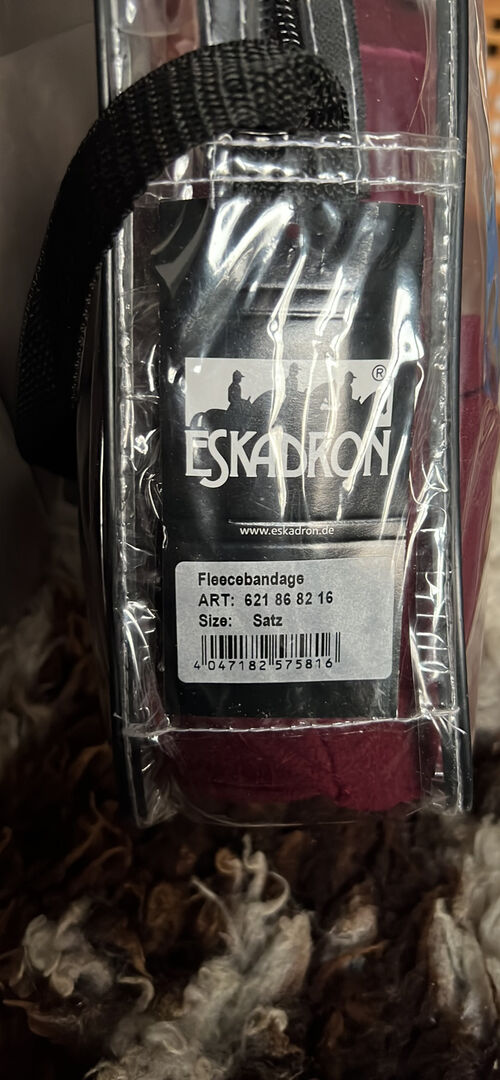 ®
ESKADRON
www.eskadron.de
Fleecebandage
ART: 621 86 82 16
Size: Satz
4 047182 575816